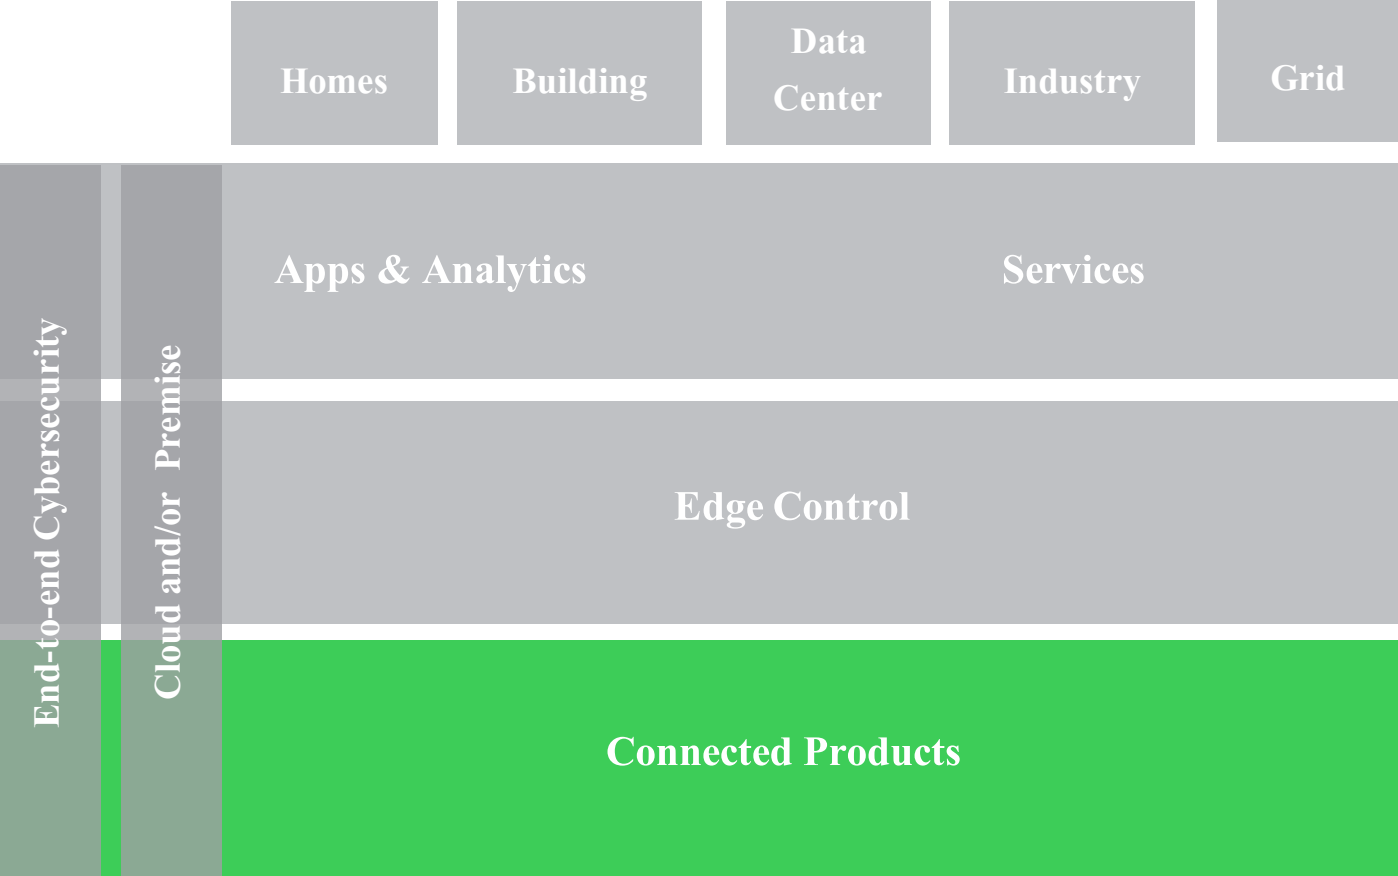 Homes
Building
Data
Center
Industry
Grid
Apps & Analytics
Services
Edge Control
Connected Products
End-to-end Cybersecurity
Cloud and/or Premise